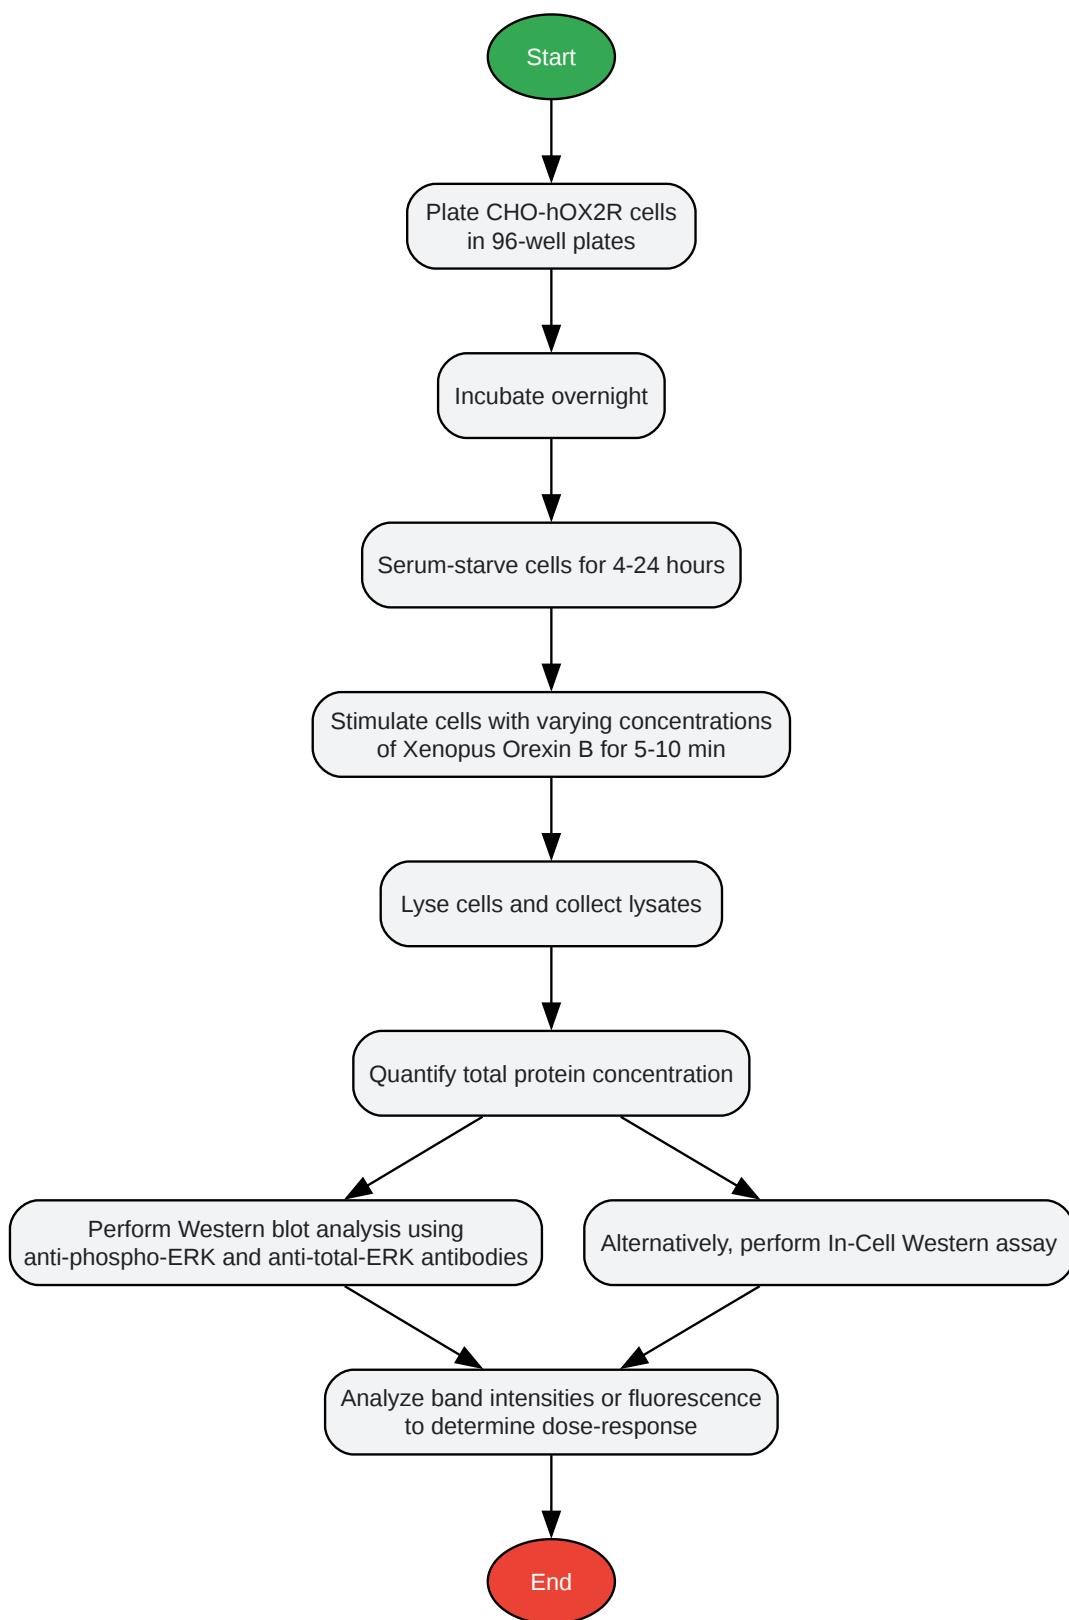 Start
Plate CHO-hOX2R cells
in 96-well plates
Incubate overnight
Serum-starve cells for 4-24 hours
Stimulate cells with varying concentrations
of Xenopus Orexin B for 5-10 min
Lyse cells and collect lysates
Quantify total protein concentration
Perform Western blot analysis using
anti-phospho-ERK and anti-total-ERK antibodies
Alternatively, perform In-Cell Western assay
Analyze band intensities or fluorescence
to determine dose-response
End